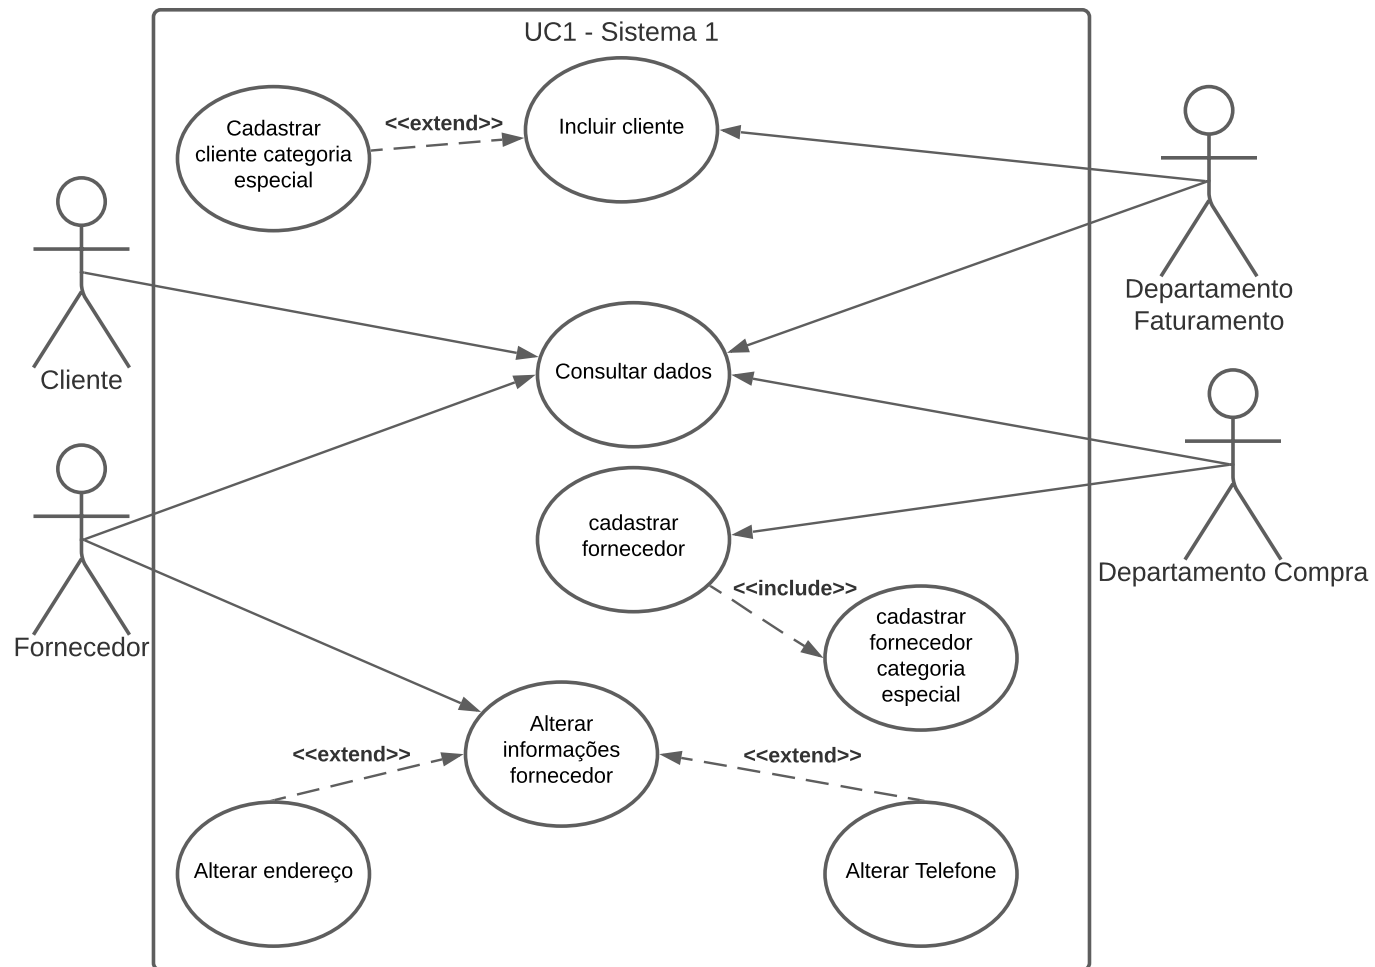 UC1 - Sistema 1
Cadastrar
cliente categoria
especial
<<extend>>
Incluir cliente
Cliente
Departamento
Faturamento
Consultar dados
Fornecedor
cadastrar
fornecedor
Departamento Compra
<<include>>
cadastrar
fornecedor
categoria
especial
Alterar
informações
fornecedor
<<extend>>
<<extend>>
Alterar endereço
Alterar Telefone